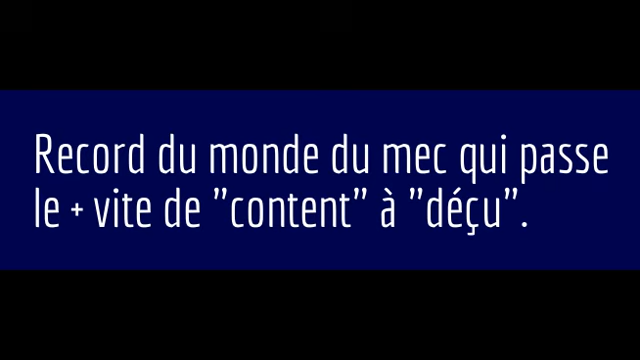 Record du monde du mec qui passe
le + vite de "content" à "déçu".